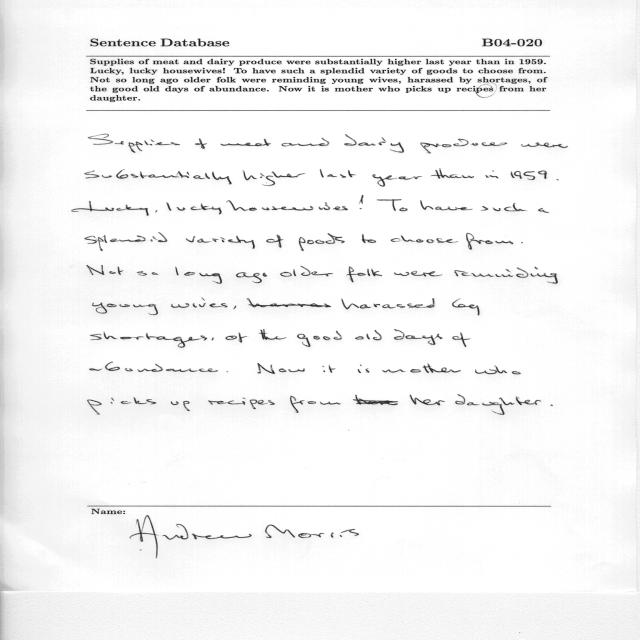 Sentence Database B04-020
Supplies of meat and dairy produce were substantially higher last year than in 1959.
Lucky, lucky housewives! To have such a splendid variety of goods to choose from.
Not so long ago older folk were reminding young wives, harassed by shortages, of
the good old days of abundance. Now it is mother who picks up recipes from her
daughter.
Supplies of meat and dairy produce were
substantially higher last year than in 1959.
Lucky, lucky housewives! To have such a
splendid variety of goods to choose from.
Not so long ago older folk were reminding
young wives, harassed by
shortages, of the good old days of
abundance. Now it is mother who
picks up recipes from her daughter.
Name:
Andrew Morris